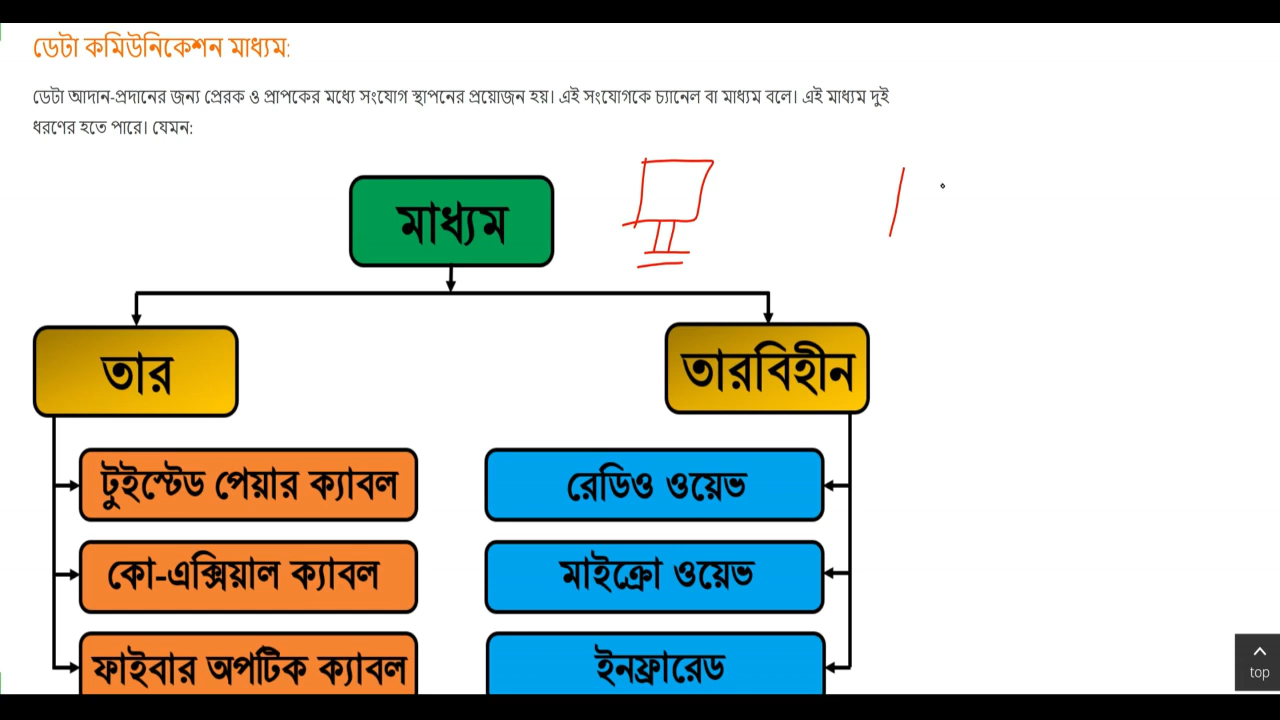 ডেটা কমিউনিকেশন মাধ্যম:
ডেটা আদান-প্রদানের জন্য প্রেরক ও প্রাপকের মধ্যে সংযোগ স্থাপনের প্রয়োজন হয়। এই সংযোগকে চ্যানেল বা মাধ্যম বলে। এই মাধ্যম দুই
ধরণের হতে পারে। যেমন:
মাধ্যম
তার
তারবিহীন
টুইস্টেড পেয়ার ক্যাবল
রেডিও ওয়েভ
কো-এক্সিয়াল ক্যাবল
মাইক্রো ওয়েভ
ফাইবার অপটিক ক্যাবল
ইনফ্রারেড
top